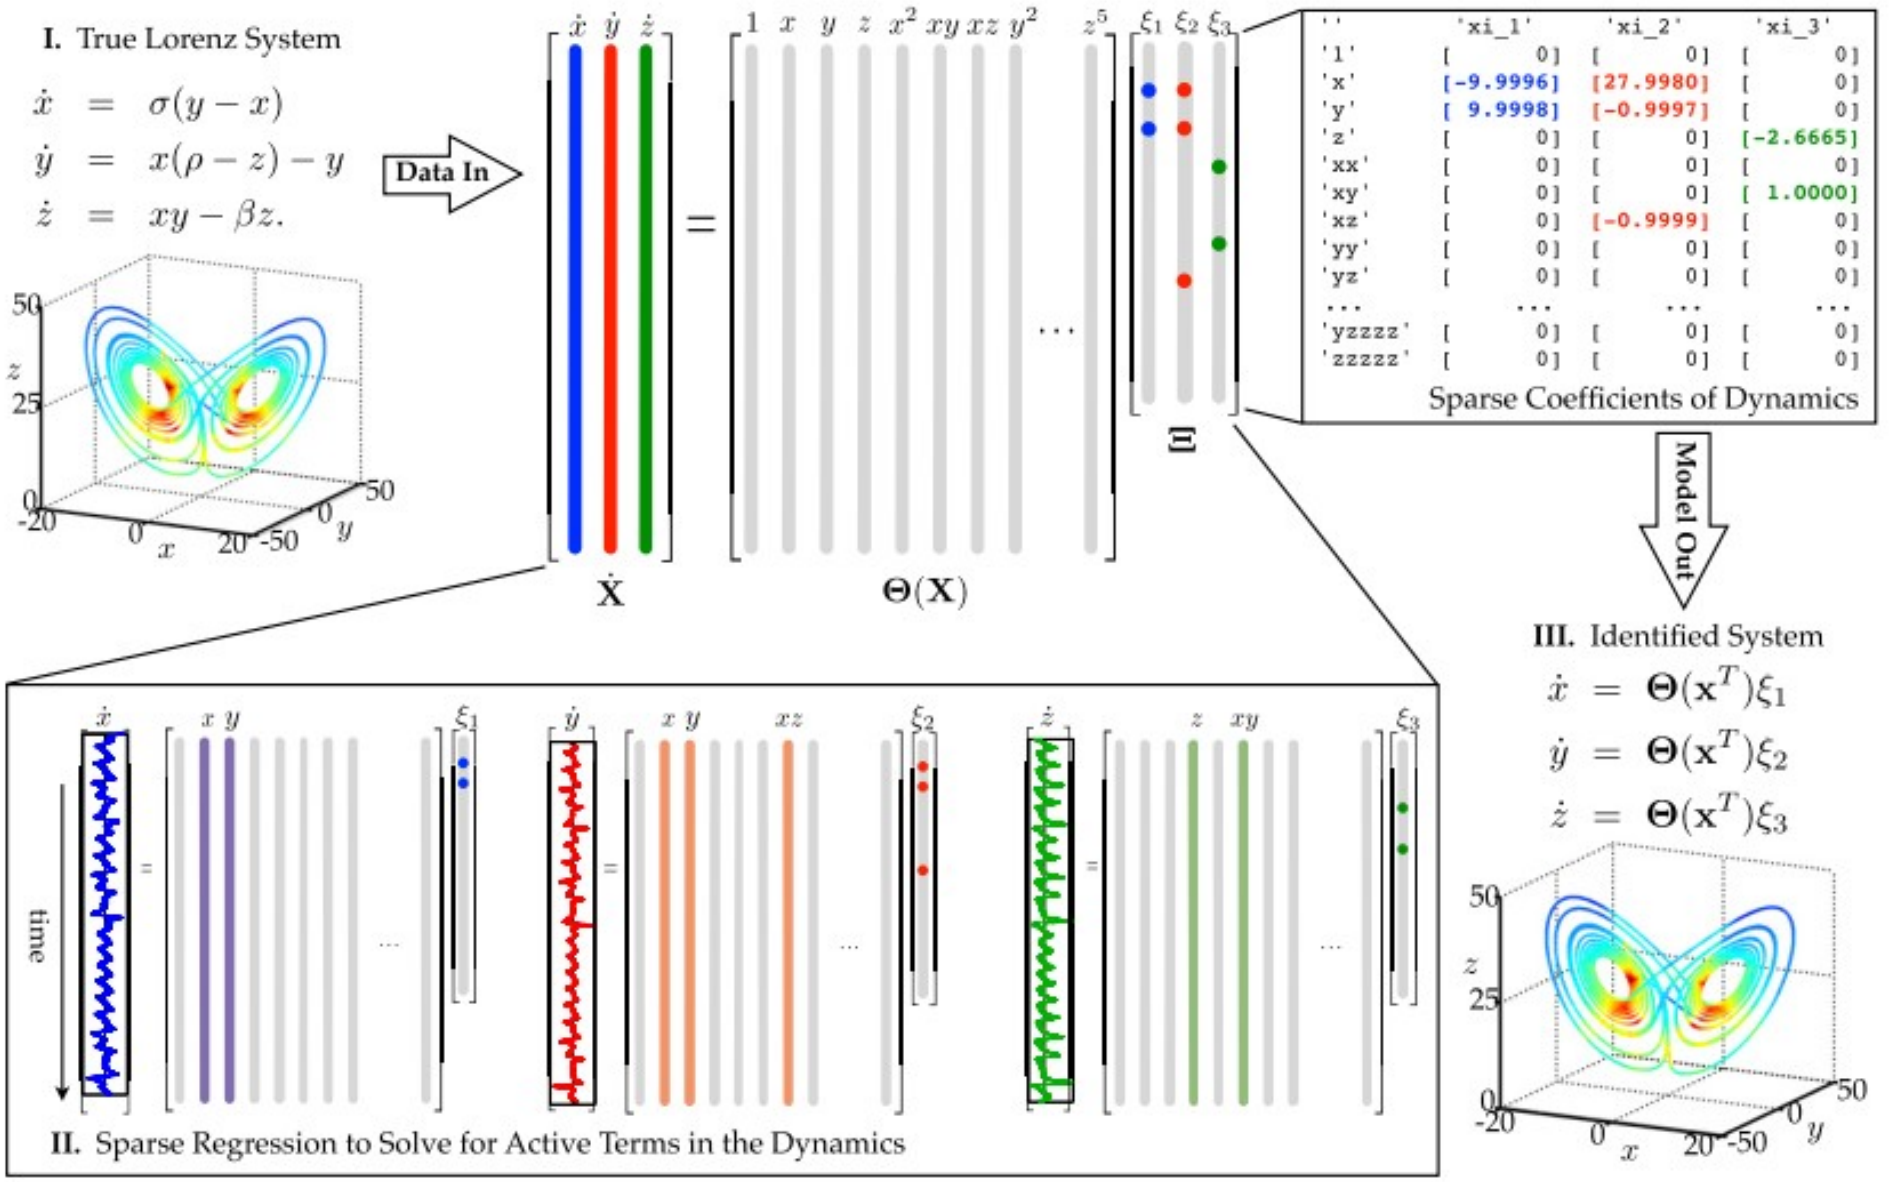 I. True Lorenz System
ẋ = σ(y − x)
ẏ = x(ρ − z) − y
ż = xy − βz.
50
25
0
z
-20
0
x
20
-50
0
y
50
Data In
ẋ ẏ ż
Ẋ
=
1 x y z x² xy xz y² z⁵
...
Θ(X)
ξ₁ ξ₂ ξ₃
Ξ
' ' 'xi_1' 'xi_2' 'xi_3'
'1' [ 0] [ 0] [ 0]
'x' [-9.9996] [27.9980] [ 0]
'y' [ 9.9998] [-0.9997] [ 0]
'z' [ 0] [ 0] [-2.6665]
'xx' [ 0] [ 0] [ 0]
'xy' [ 0] [ 0] [ 1.0000]
'xz' [ 0] [-0.9999] [ 0]
'yy' [ 0] [ 0] [ 0]
'yz' [ 0] [ 0] [ 0]
... ... ... ...
'yzzzz' [ 0] [ 0] [ 0]
'zzzzz' [ 0] [ 0] [ 0]
Sparse Coefficients of Dynamics
Model Out
time
ẋ = x y ... ξ₁
ẏ = x y xz ... ξ₂
ż = z xy ... ξ₃
II. Sparse Regression to Solve for Active Terms in the Dynamics
III. Identified System
ẋ = Θ(xᵀ)ξ₁
ẏ = Θ(xᵀ)ξ₂
ż = Θ(xᵀ)ξ₃
50
25
0
z
-20
0
x
20
-50
0
y
50